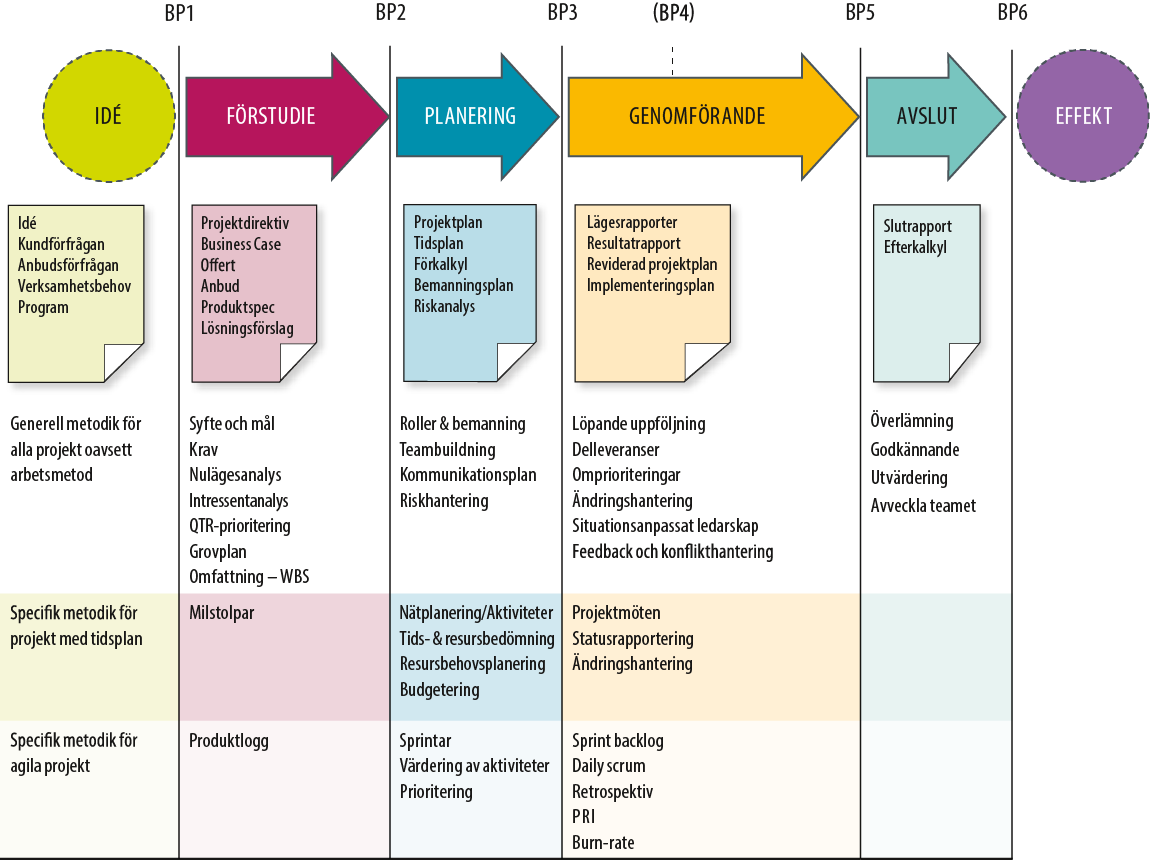 BP1
BP2
BP3
(BP4)
BP5
BP6
IDÉ
FÖRSTUDIE
PLANERING
GENOMFÖRANDE
AVSLUT
EFFEKT
Idé
Kundförfrågan
Anbudsförfrågan
Verksamhetsbehov
Program
Projektdirektiv
Business Case
Offert
Anbud
Produktspec
Lösningsförslag
Projektplan
Tidsplan
Förkalkyl
Bemanningsplan
Riskanalys
Lägesrapporter
Resultatrapport
Reviderad projektplan
Implementeringsplan
Slutrapport
Efterkalkyl
Generell metodik för
alla projekt oavsett
arbetsmetod
Syfte och mål
Krav
Nulägesanalys
Intressentanalys
QTR-prioritering
Grovplan
Omfattning – WBS
Roller & bemanning
Teambuildning
Kommunikationsplan
Riskhantering
Löpande uppföljning
Delleveranser
Omprioriteringar
Ändringshantering
Situationsanpassat ledarskap
Feedback och konflikthantering
Överlämning
Godkännande
Utvärdering
Avveckla teamet
Specifik metodik för
projekt med tidsplan
Milstolpar
Nätplanering/Aktiviteter
Tids- & resursbedömning
Resursbehovsplanering
Budgetering
Projektmöten
Statusrapportering
Ändringshantering
Specifik metodik för
agila projekt
Produktlogg
Sprintar
Värdering av aktiviteter
Prioritering
Sprint backlog
Daily scrum
Retrospektiv
PRI
Burn-rate